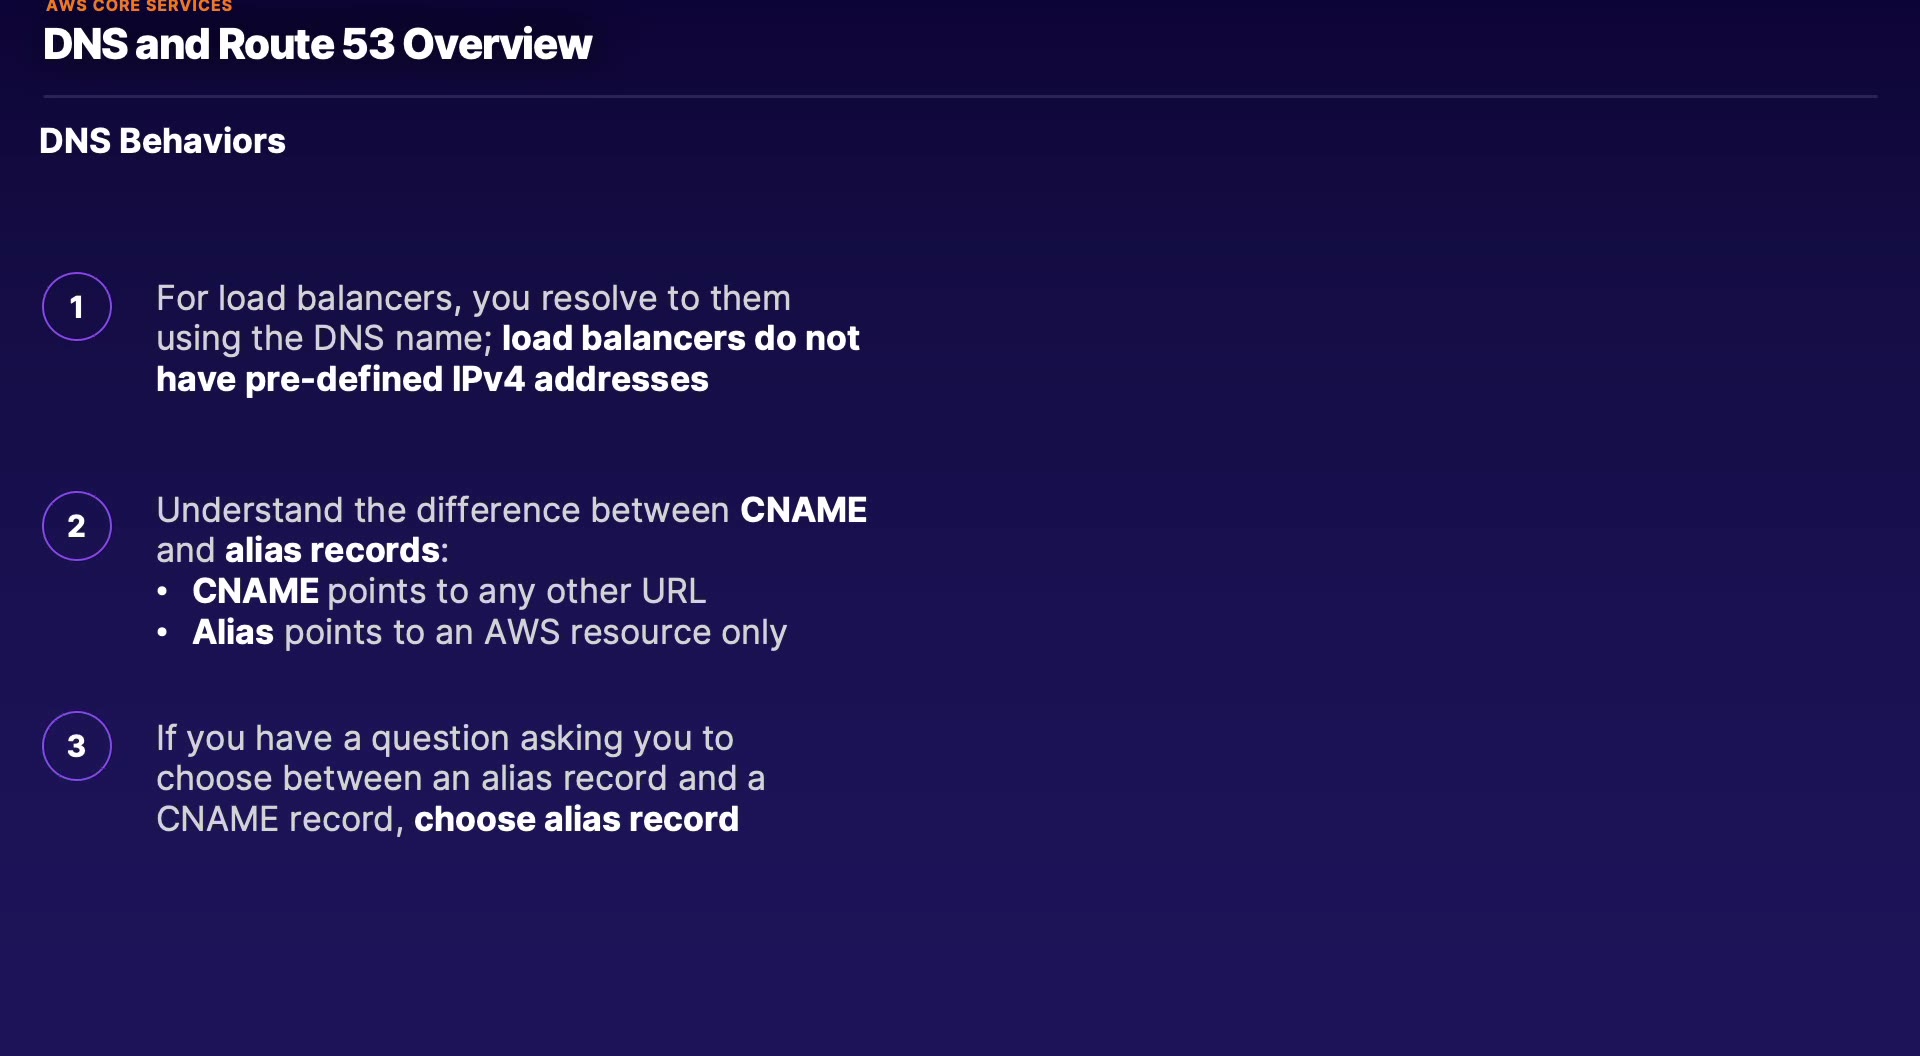 AWS CORE SERVICES
DNS and Route 53 Overview
DNS Behaviors
1
For load balancers, you resolve to them
using the DNS name; load balancers do not
have pre-defined IPv4 addresses
2
Understand the difference between CNAME
and alias records:
• CNAME points to any other URL
• Alias points to an AWS resource only
3
If you have a question asking you to
choose between an alias record and a
CNAME record, choose alias record